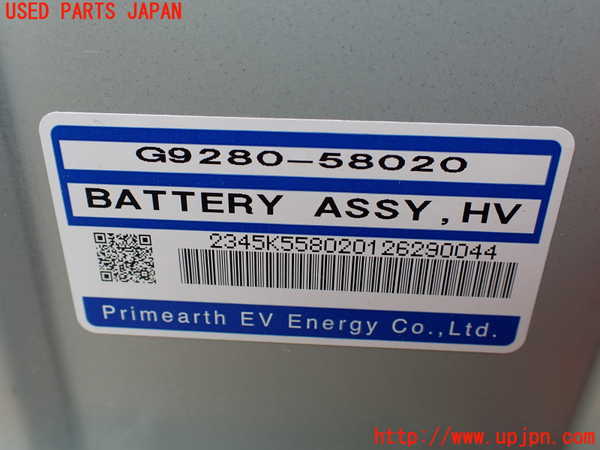 USED PARTS JAPAN
G9280-58020
BATTERY ASSY,HV
2345K558020126290044
Primearth EV Energy Co.,Ltd.
http://www.upjpn.com/